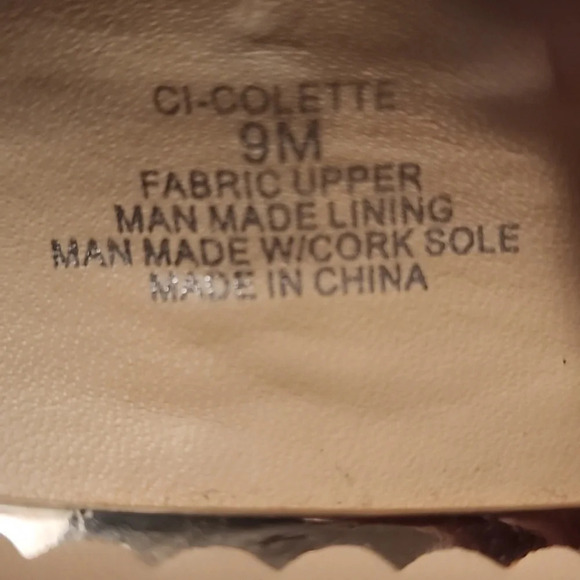 CI-COLETTE
9M
FABRIC UPPER
MAN MADE LINING
MAN MADE W/CORK SOLE
MADE IN CHINA